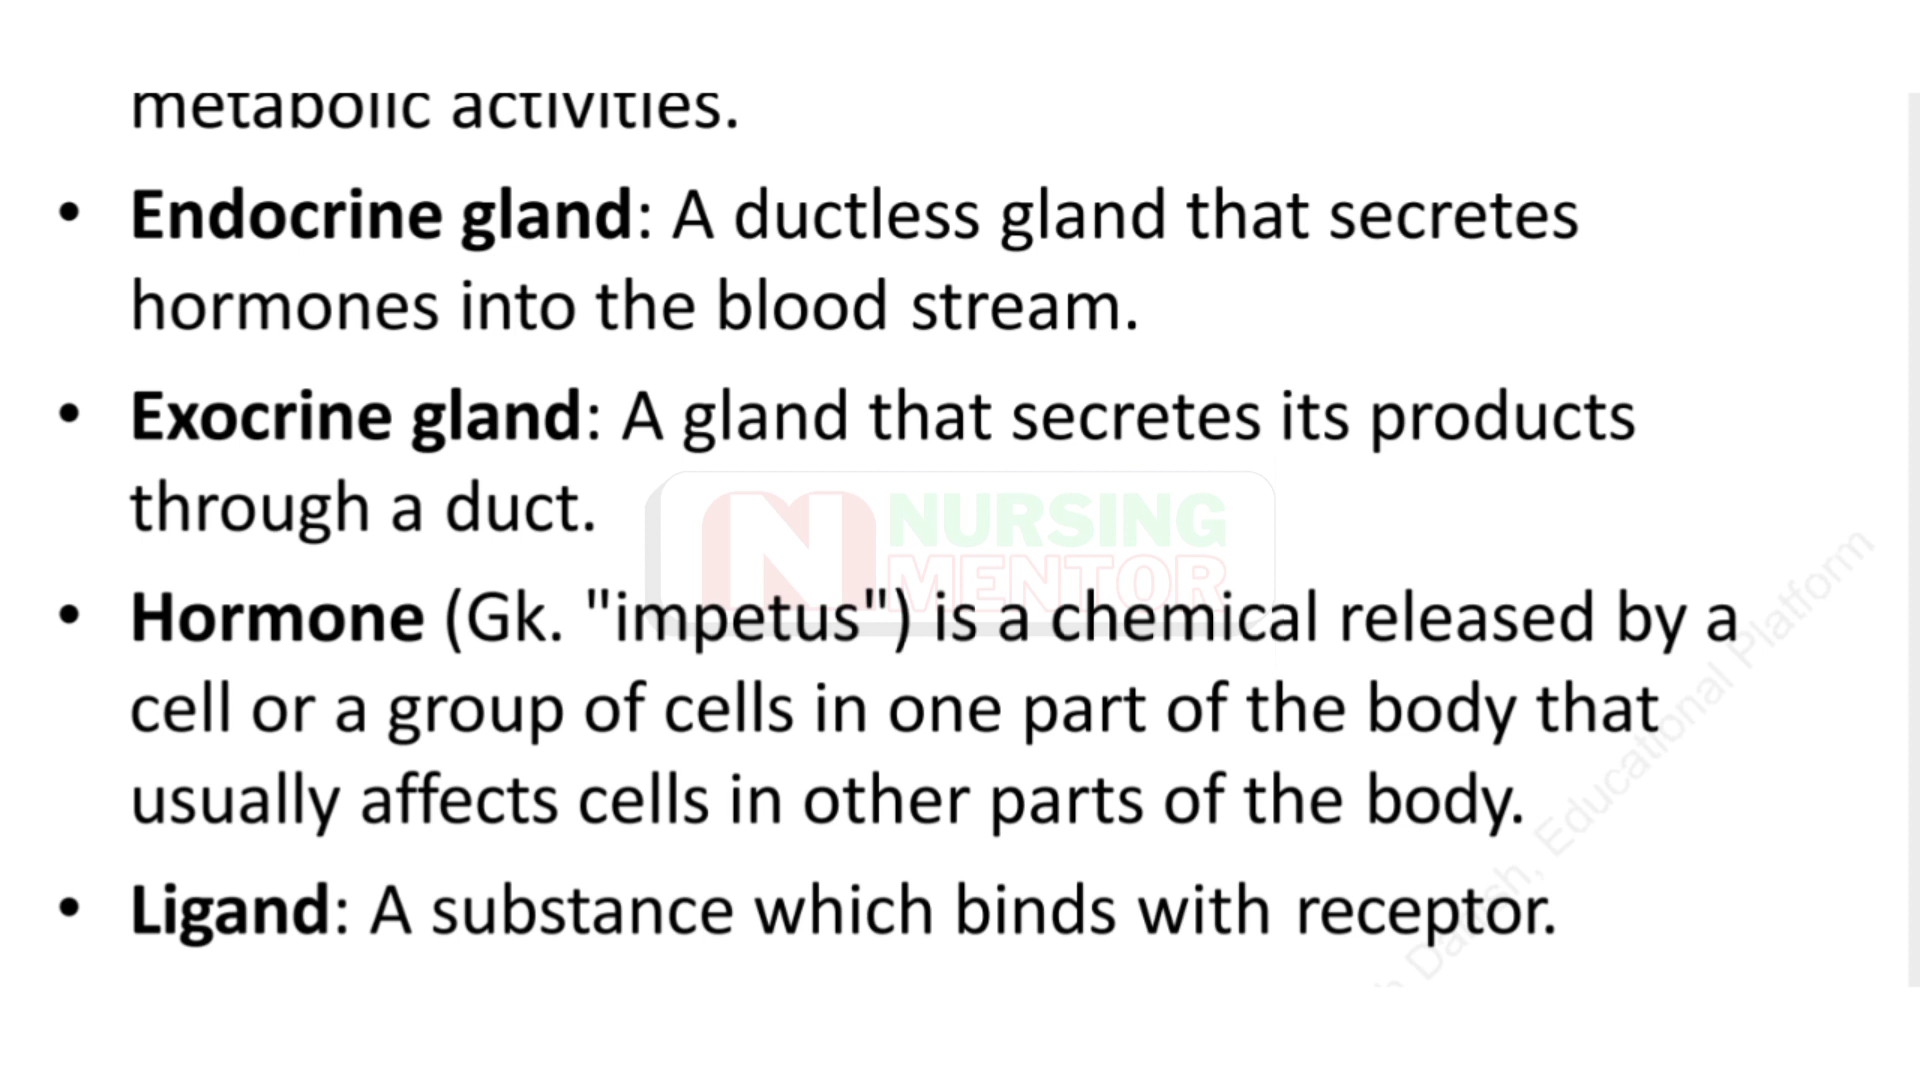 metabolic activities.
• Endocrine gland: A ductless gland that secretes
hormones into the blood stream.
• Exocrine gland: A gland that secretes its products
through a duct.
NURSING
MENTOR
• Hormone (Gk. "impetus") is a chemical released by a
cell or a group of cells in one part of the body that
usually affects cells in other parts of the body.
• Ligand: A substance which binds with receptor.
Educational Platform